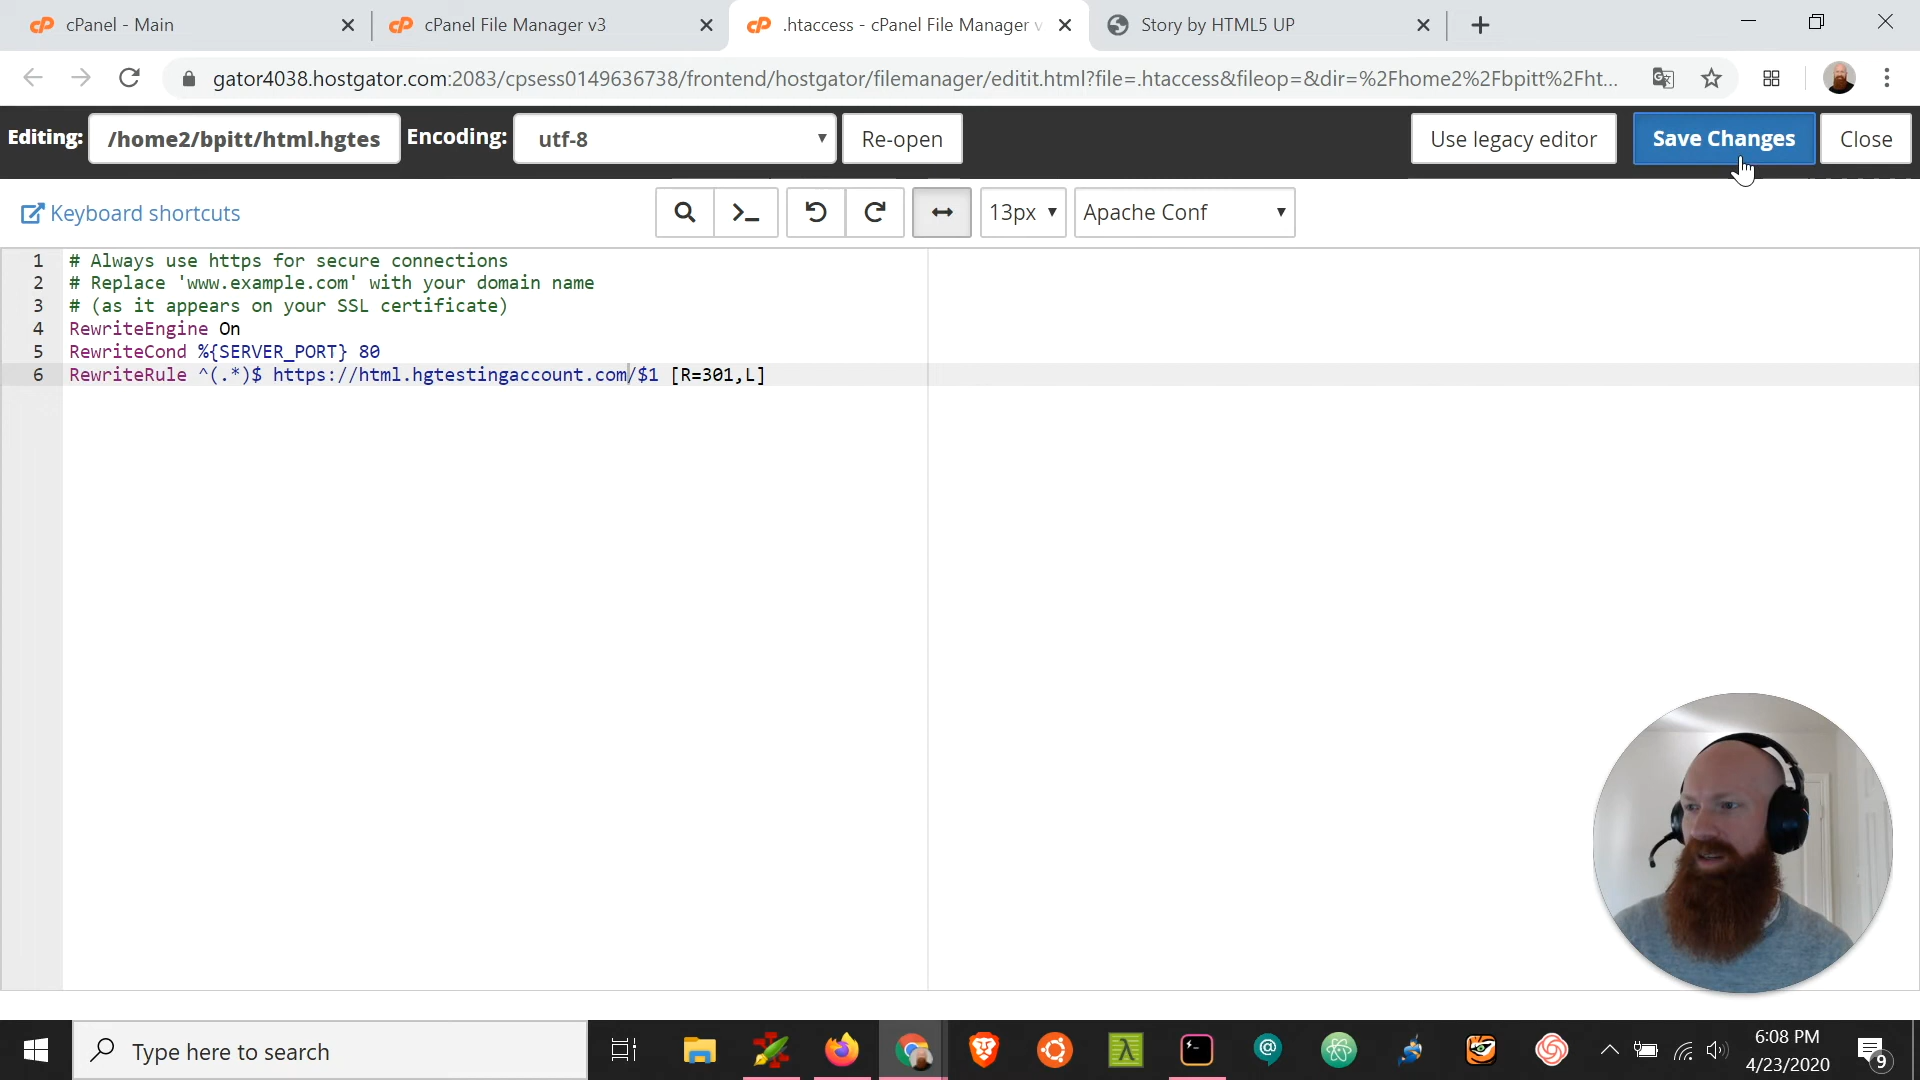 cPanel - Main
cPanel File Manager v3
.htaccess - cPanel File Manager v
Story by HTML5 UP
gator4038.hostgator.com:2083/cpsess0149636738/frontend/hostgator/filemanager/editit.html?file=.htaccess&fileop=&dir=%2Fhome2%2Fbpitt%2Fht...
Editing: /home2/bpitt/html.hgtes Encoding: utf-8 Re-open Use legacy editor Save Changes Close
Keyboard shortcuts 13px Apache Conf
1 # Always use https for secure connections
2 # Replace 'www.example.com' with your domain name
3 # (as it appears on your SSL certificate)
4 RewriteEngine On
5 RewriteCond %{SERVER_PORT} 80
6 RewriteRule ^(.*)$ https://html.hgtestingaccount.com/$1 [R=301,L]
Type here to search
6:08 PM
4/23/2020
9